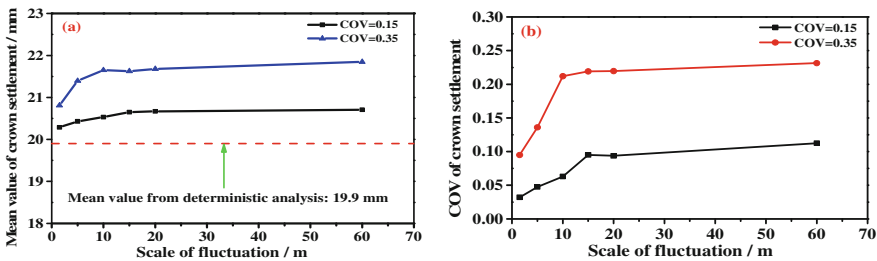 (a)
COV=0.15
COV=0.35
Mean value of crown settlement / mm
23
22
21
20
19
18
Mean value from deterministic analysis: 19.9 mm
0 10 20 30 40 50 60 70
Scale of fluctuation / m
(b)
COV=0.15
COV=0.35
COV of crown settlement
0.30
0.25
0.20
0.15
0.10
0.05
0.00
0 10 20 30 40 50 60 70
Scale of fluctuation / m